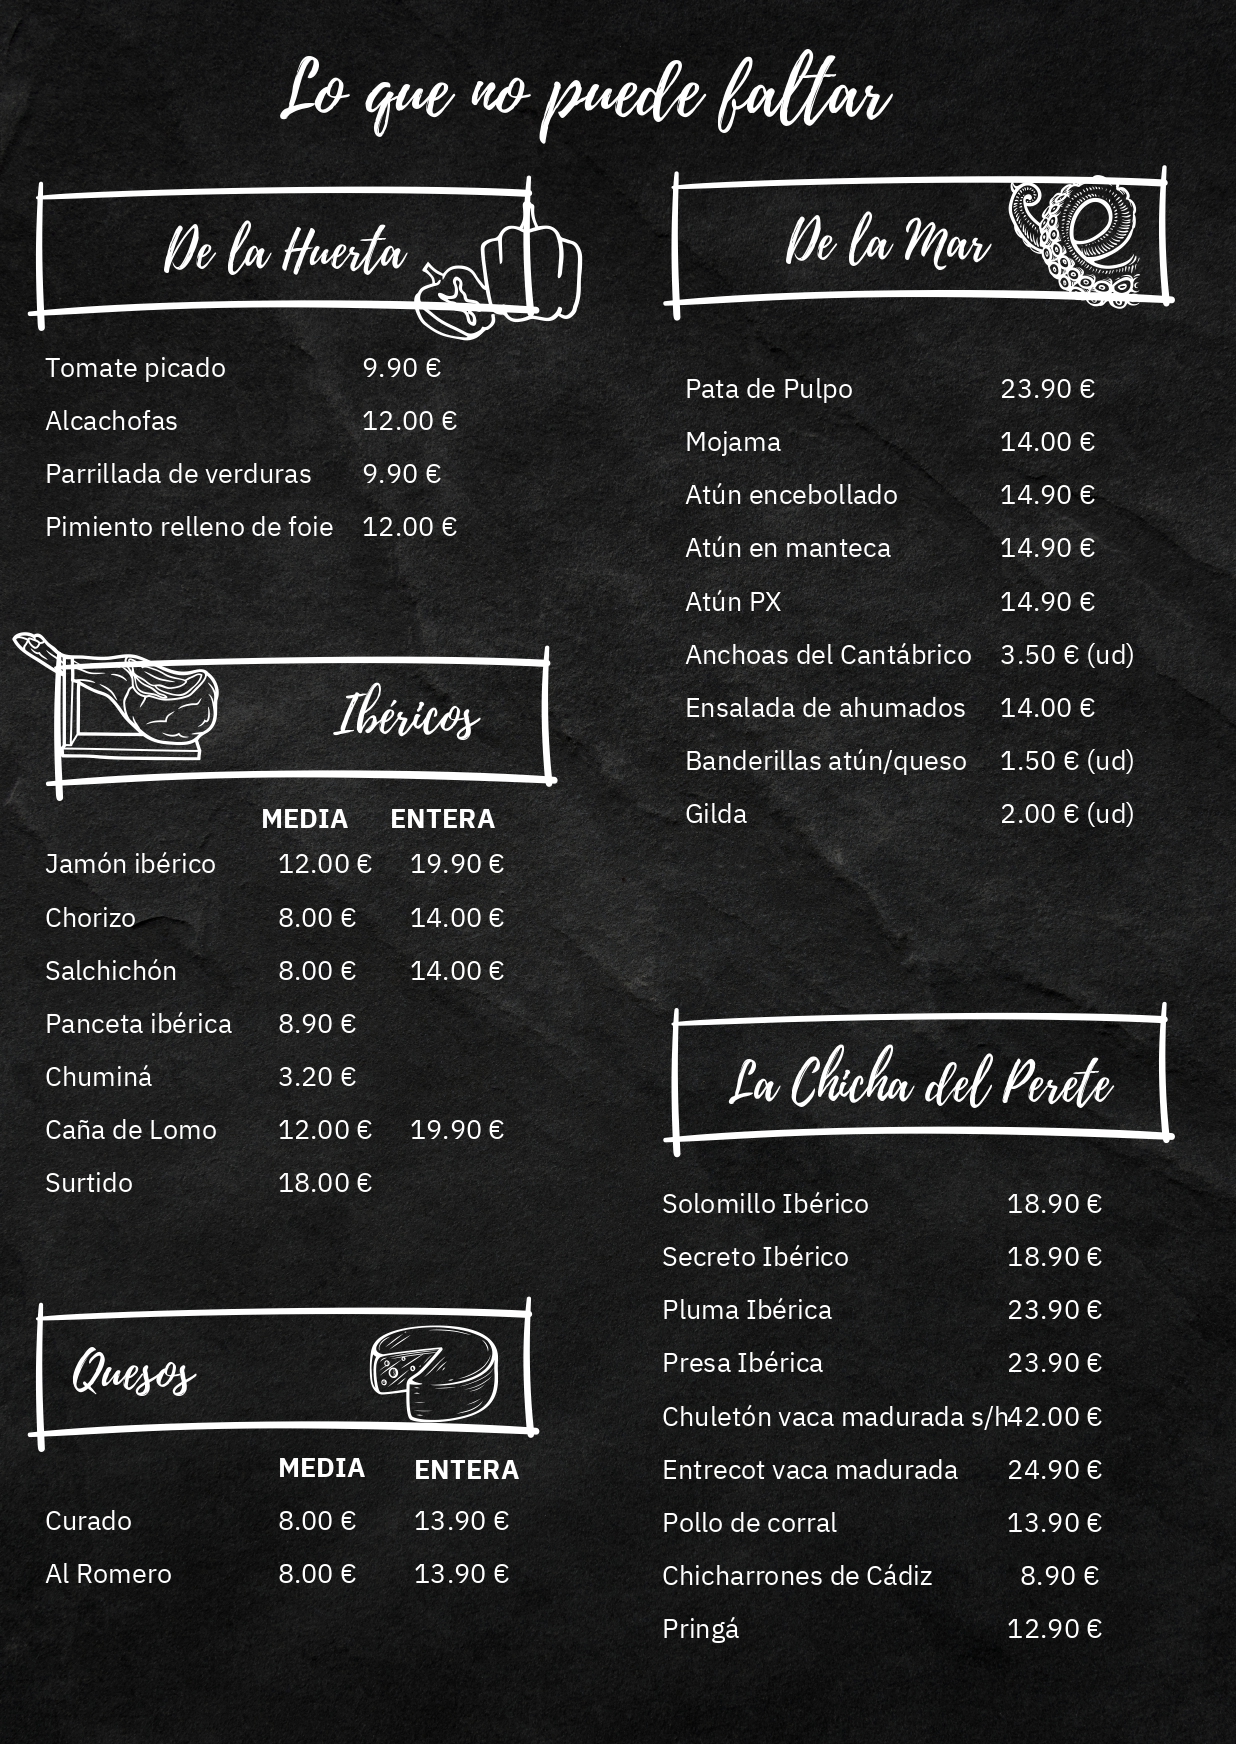 Lo que no puede faltar
De la Huerta
Tomate picado 9.90 €
Alcachofas 12.00 €
Parrillada de verduras 9.90 €
Pimiento relleno de foie 12.00 €
Ibéricos
MEDIA ENTERA
Jamón ibérico 12.00 € 19.90 €
Chorizo 8.00 € 14.00 €
Salchichón 8.00 € 14.00 €
Panceta ibérica 8.90 €
Chuminá 3.20 €
Caña de Lomo 12.00 € 19.90 €
Surtido 18.00 €
Quesos
MEDIA ENTERA
Curado 8.00 € 13.90 €
Al Romero 8.00 € 13.90 €
De la Mar
Pata de Pulpo 23.90 €
Mojama 14.00 €
Atún encebollado 14.90 €
Atún en manteca 14.90 €
Atún PX 14.90 €
Anchoas del Cantábrico 3.50 € (ud)
Ensalada de ahumados 14.00 €
Banderillas atún/queso 1.50 € (ud)
Gilda 2.00 € (ud)
La Chicha del Perete
Solomillo Ibérico 18.90 €
Secreto Ibérico 18.90 €
Pluma Ibérica 23.90 €
Presa Ibérica 23.90 €
Chuletón vaca madurada s/h 42.00 €
Entrecot vaca madurada 24.90 €
Pollo de corral 13.90 €
Chicharrones de Cádiz 8.90 €
Pringá 12.90 €